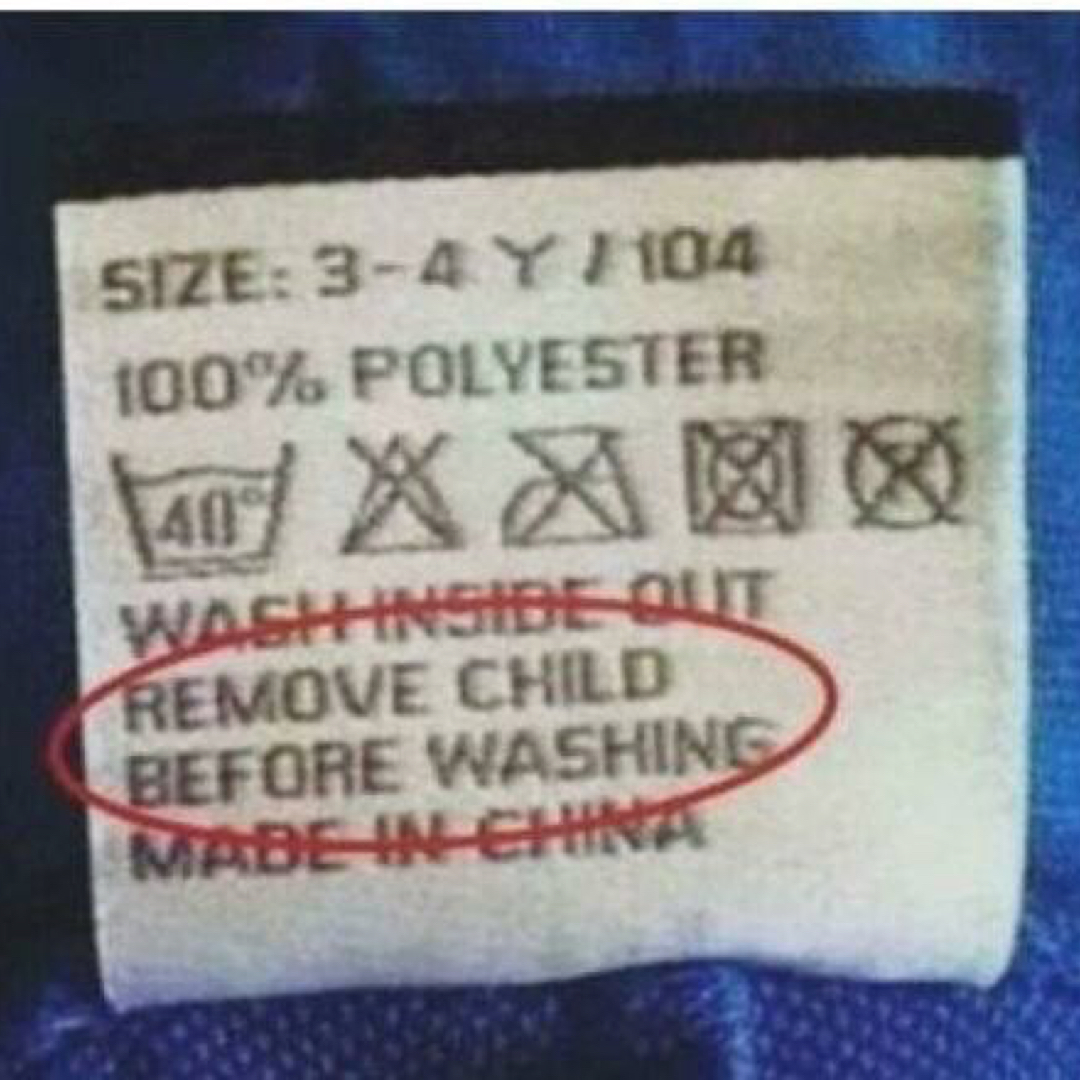 SIZE: 3-4 Y / 104
100% POLYESTER
40°
WASH INSIDE OUT
REMOVE CHILD
BEFORE WASHING
MADE IN CHINA